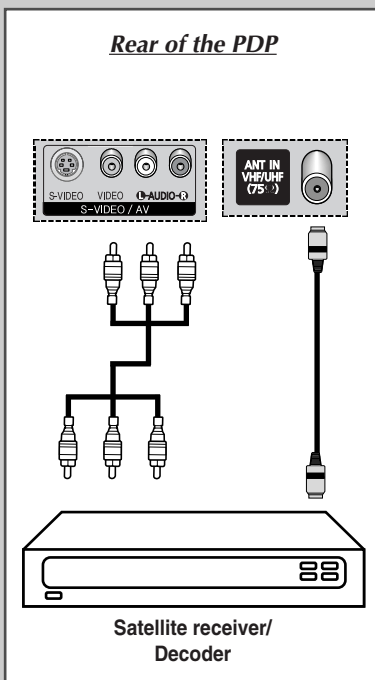 Rear of the PDP
S-VIDEO VIDEO L-AUDIO-R
S-VIDEO / AV
ANT IN
VHF/UHF
(75Ω)
Satellite receiver/
Decoder